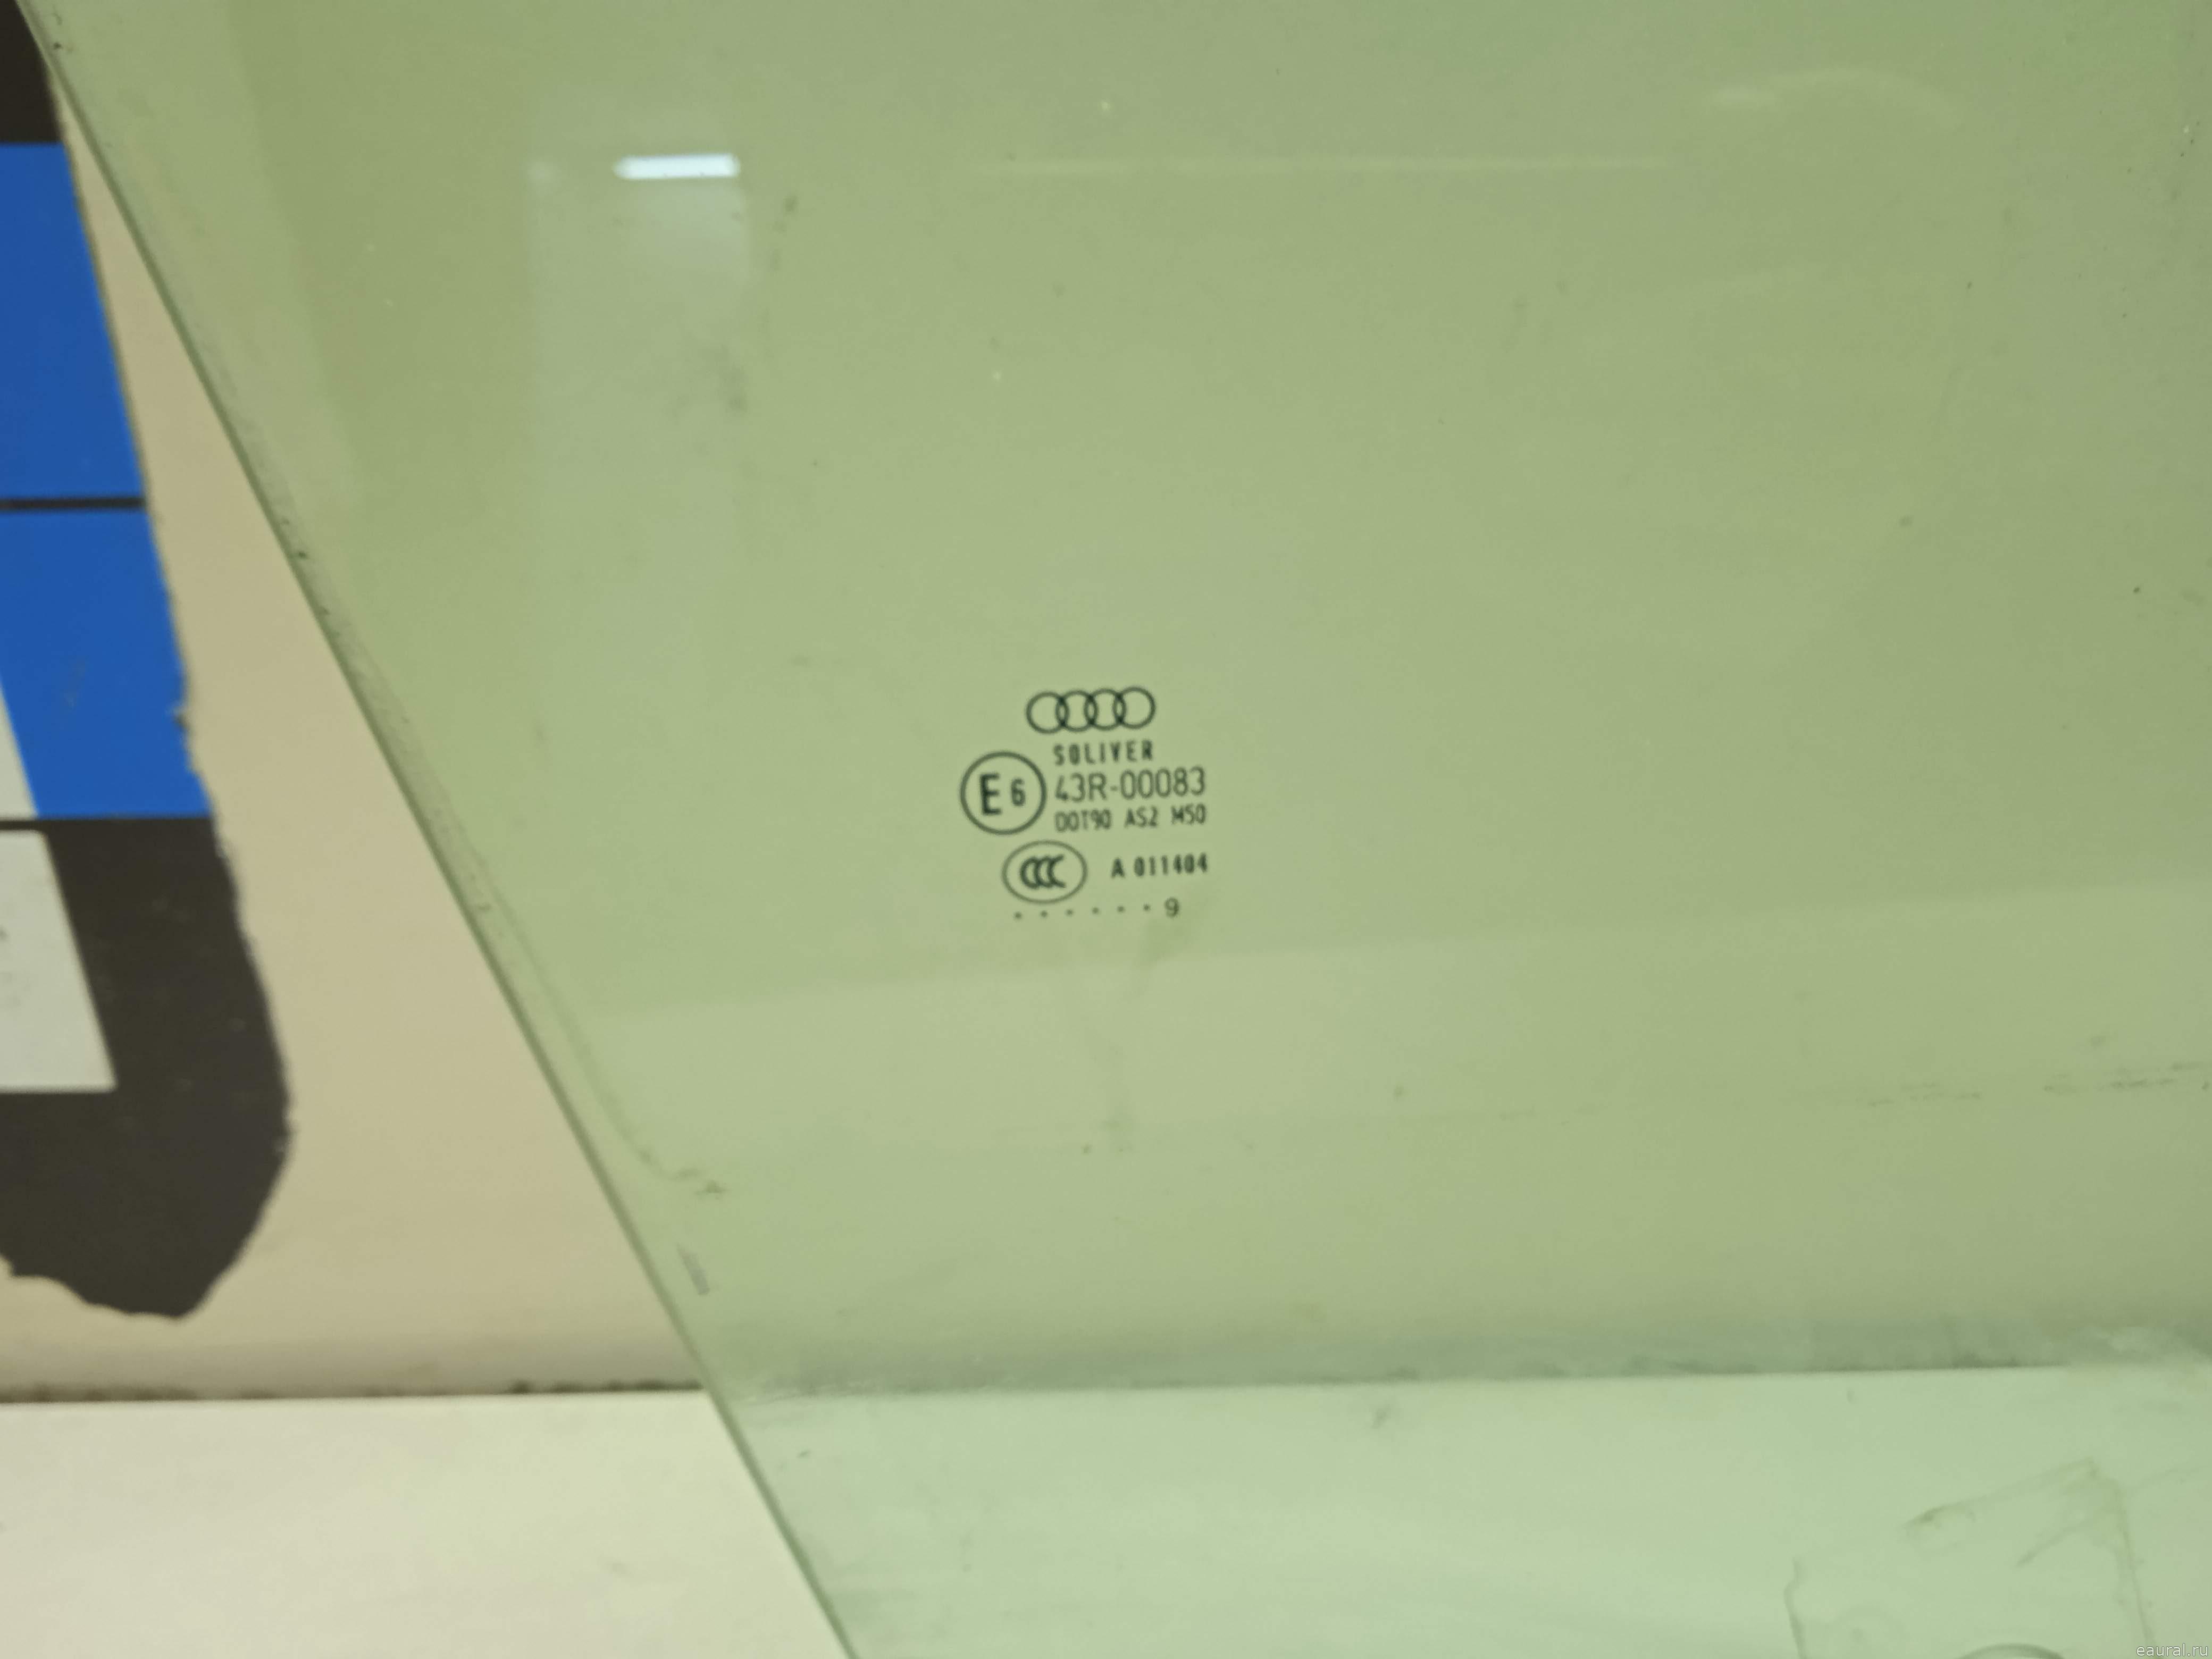 SOLIVER
E6 43R-00083
DOT90 AS2 M50
CCC A 011404
. . . . . . 9
eaural.ru